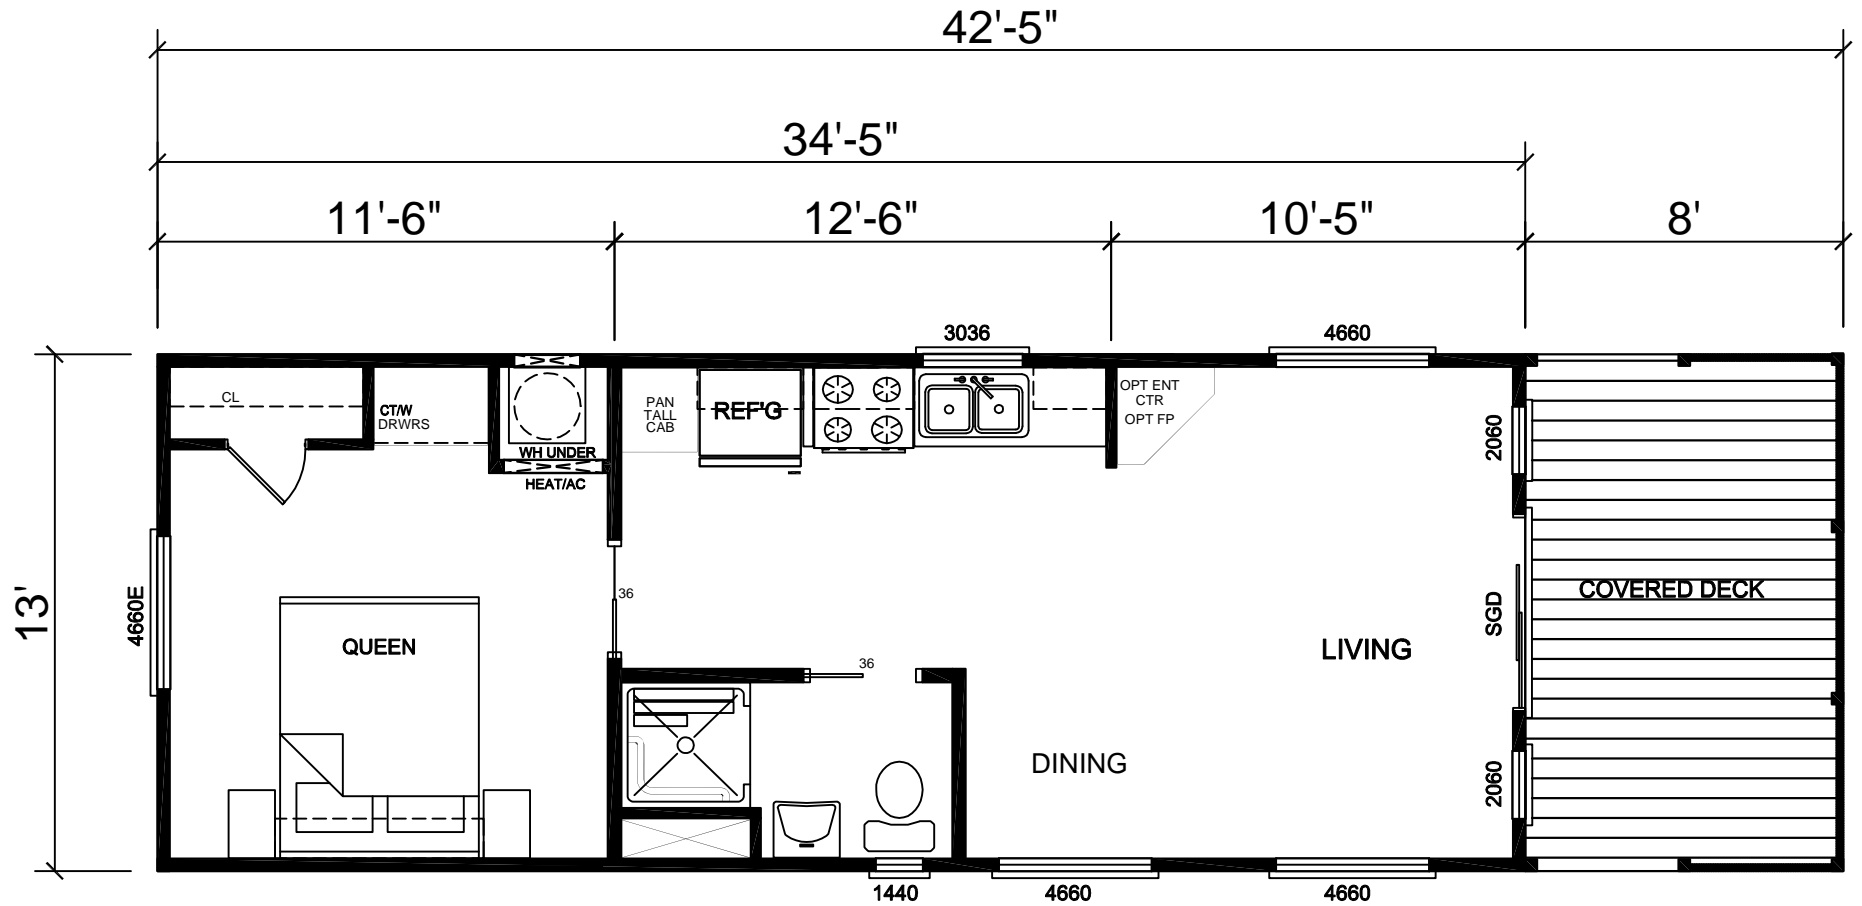 42'-5"
34'-5"
11'-6"
12'-6"
10'-5"
8'
3036
4660
CL
CT/W
DRWRS
WH UNDER
HEAT/AC
PAN
TALL
CAB
REF'G
OPT ENT
CTR
OPT FP
2060
13'
4660E
QUEEN
36
36
SGD
COVERED DECK
LIVING
DINING
2060
1440
4660
4660